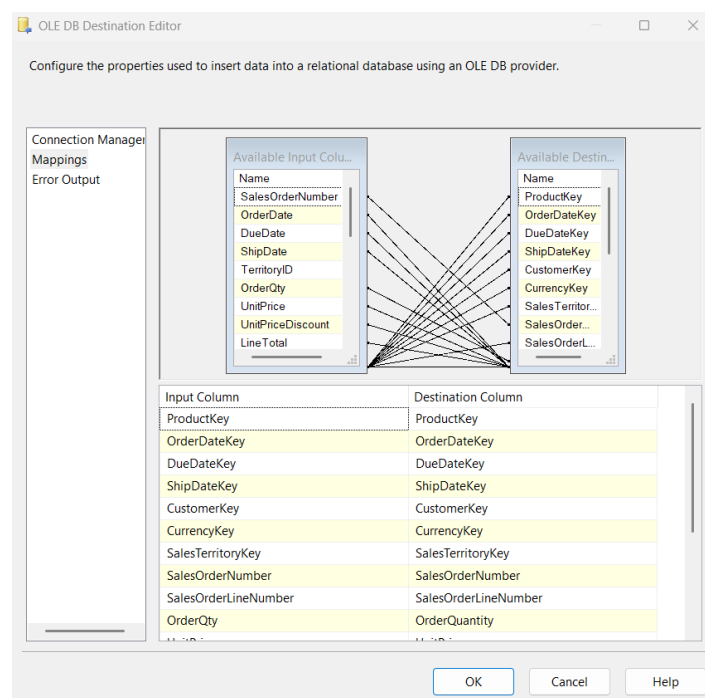 OLE DB Destination Editor
Configure the properties used to insert data into a relational database using an OLE DB provider.
Connection Manager
Mappings
Error Output
Available Input Colu...
Name
SalesOrderNumber
OrderDate
DueDate
ShipDate
TerritoryID
OrderQty
UnitPrice
UnitPriceDiscount
LineTotal
Available Destin...
Name
ProductKey
OrderDateKey
DueDateKey
ShipDateKey
CustomerKey
CurrencyKey
SalesTerritor...
SalesOrder...
SalesOrderL...
Input Column Destination Column
ProductKey ProductKey
OrderDateKey OrderDateKey
DueDateKey DueDateKey
ShipDateKey ShipDateKey
CustomerKey CustomerKey
CurrencyKey CurrencyKey
SalesTerritoryKey SalesTerritoryKey
SalesOrderNumber SalesOrderNumber
SalesOrderLineNumber SalesOrderLineNumber
OrderQty OrderQuantity
OK Cancel Help